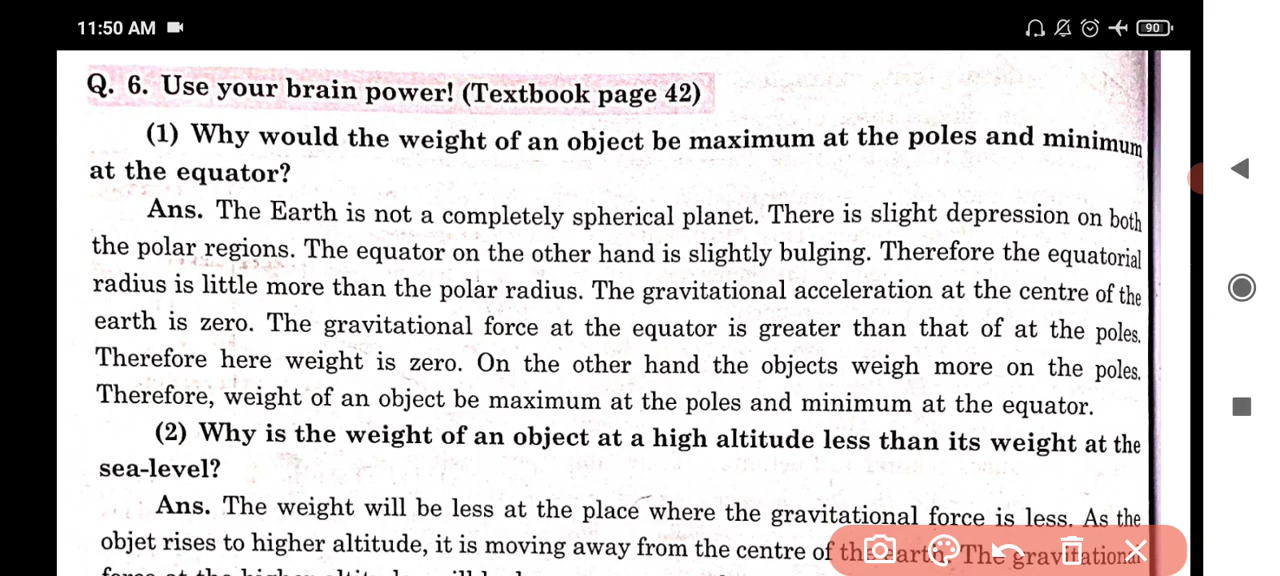 11:50 AM
90
Q. 6. Use your brain power! (Textbook page 42)
(1) Why would the weight of an object be maximum at the poles and minimum
at the equator?
Ans. The Earth is not a completely spherical planet. There is slight depression on both
the polar regions. The equator on the other hand is slightly bulging. Therefore the equatorial
radius is little more than the polar radius. The gravitational acceleration at the centre of the
earth is zero. The gravitational force at the equator is greater than that of at the poles.
Therefore here weight is zero. On the other hand the objects weigh more on the poles.
Therefore, weight of an object be maximum at the poles and minimum at the equator.
(2) Why is the weight of an object at a high altitude less than its weight at the
sea-level?
Ans. The weight will be less at the place where the gravitational force is less. As the
objet rises to higher altitude, it is moving away from the centre of the earth. The gravitational